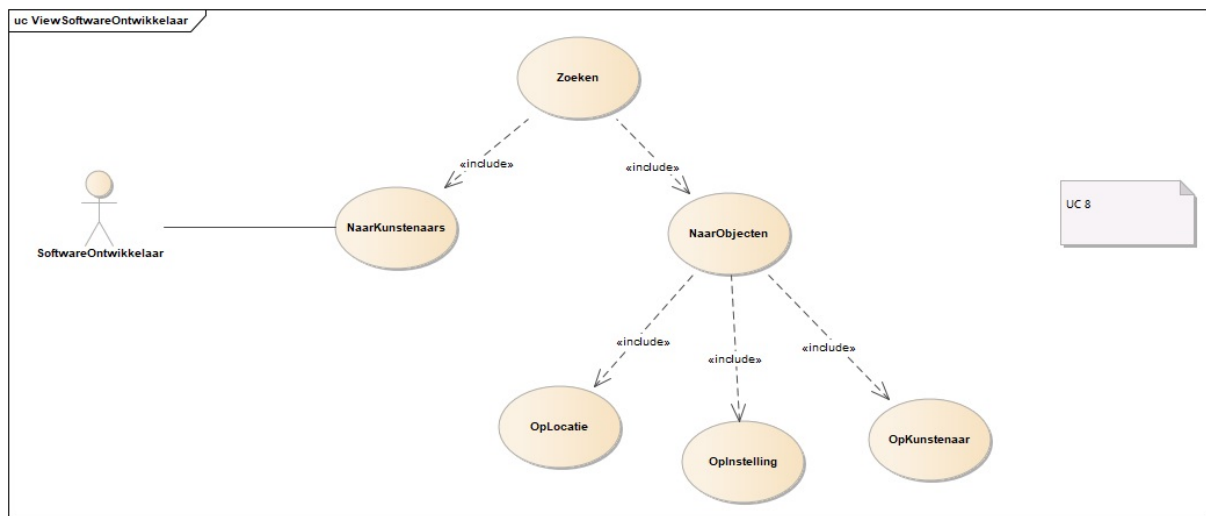 uc ViewSoftwareOntwikkelaar
Zoeken
«include»
«include»
UC 8
NaarKunstenaars
NaarObjecten
SoftwareOntwikkelaar
«include»
«include»
«include»
OpLocatie
OpInstelling
OpKunstenaar